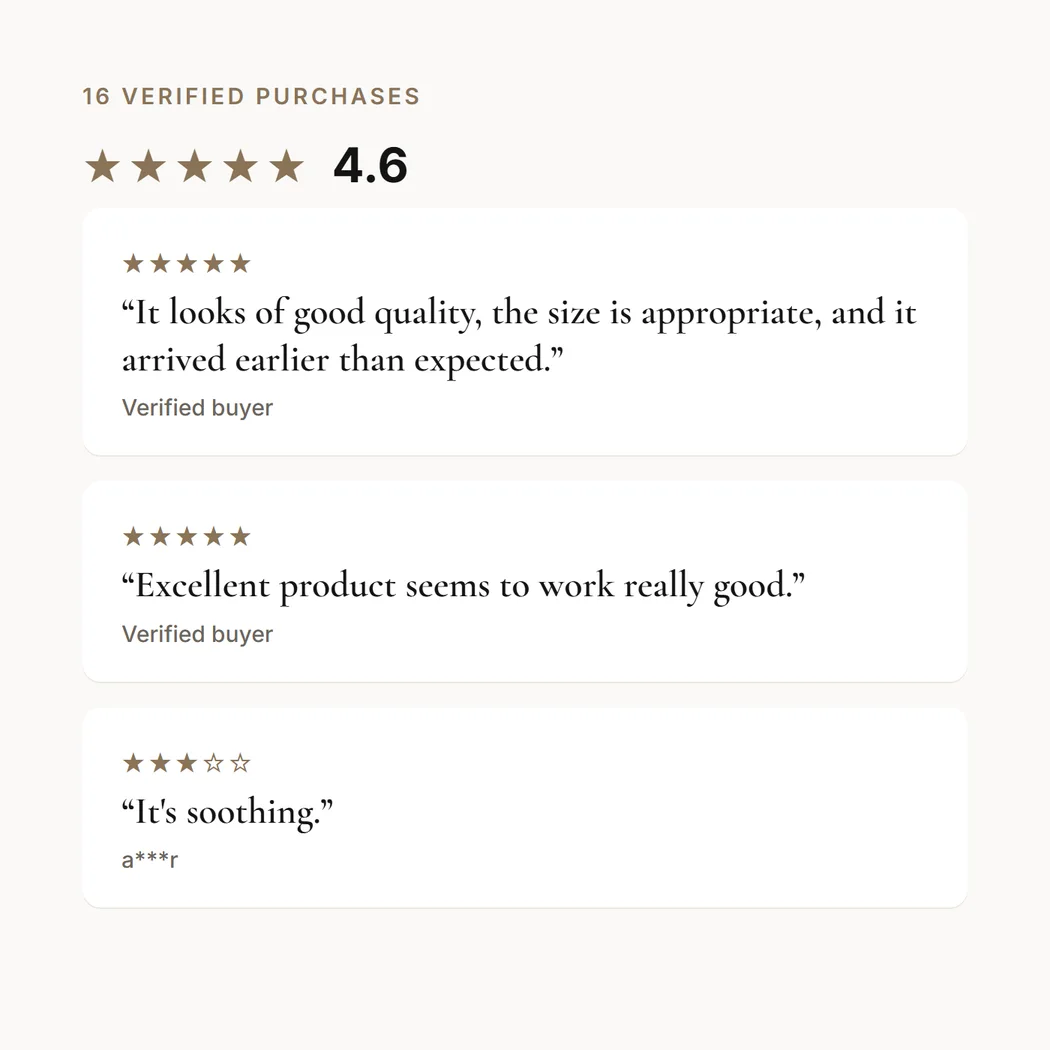 16 VERIFIED PURCHASES
★★★★★ 4.6
★★★★★
“It looks of good quality, the size is appropriate, and it
arrived earlier than expected.”
Verified buyer
★★★★★
“Excellent product seems to work really good.”
Verified buyer
★★★☆☆
“It's soothing.”
a***r